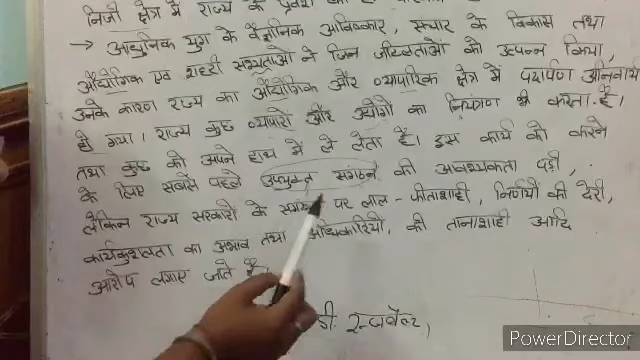 निजी क्षेत्र में राज्य के प्रवेश
→ आधुनिक युग के वैज्ञानिक आविष्कार, संचार के विकास तथा
औद्योगिक एवं शहरी सभ्यताओं ने जिन जटिलताओं को उत्पन्न किया,
उनके कारण राज्य का औद्योगिक और व्यापारिक क्षेत्र में पदार्पण अनिवार्य
हो गया। राज्य कुछ व्यापारों और उद्योगों का नियंत्रण भी करता है।
तथा कुछ को अपने हाथ में ले लेता है। इस कार्य को करने
के लिए सबसे पहले उपयुक्त संगठन की आवश्यकता पड़ी,
लेकिन राज्य सरकारों के पर लाल - फीताशाही, निर्णयों की देरी,
कार्यकुशलता का अभाव तथा अधिकारियों की तानाशाही आदि
आरोप लगाए जाते है
डी.
PowerDirector